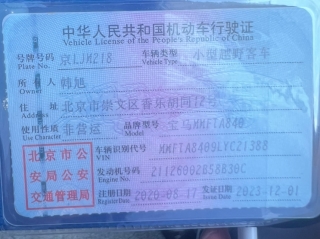 中华人民共和国机动车行驶证
Vehicle License of the People's Republic of China
号牌号码 京LJM218 车辆类型 小型越野客车
Plate No. Vehicle Type
所有人 韩旭
Owner
住址 北京市崇文区香乐胡同12号
Address
使用性质 非营运 品牌型号 宝马WMFTA840
Use Character Model
北京市公 车辆识别代号 WMFTA8409LYCZ1388
安局公安 VIN
交通管理局 发动机号码 Z1126002858B30C
Engine No.
注册日期 2020-08-17 发证日期 2023-12-01
Register Date Issue Date